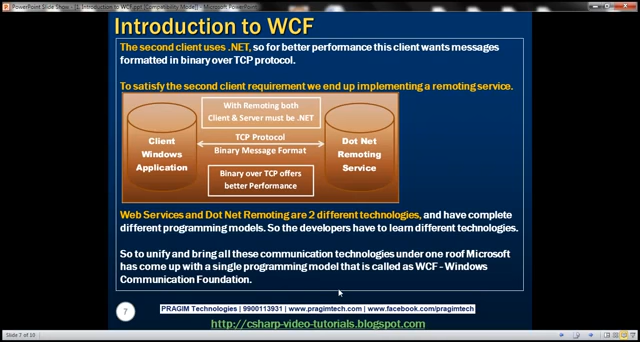 PowerPoint Slide Show - [1. Introduction to WCF.ppt [Compatibility Mode]] - Microsoft PowerPoint
Introduction to WCF
The second client uses .NET, so for better performance this client wants messages
formatted in binary over TCP protocol.
To satisfy the second client requirement we end up implementing a remoting service.
With Remoting both
Client & Server must be .NET
Client
Windows
Application
TCP Protocol
Binary Message Format
Dot Net
Remoting
Service
Binary over TCP offers
better Performance
Web Services and Dot Net Remoting are 2 different technologies, and have complete
different programming models. So the developers have to learn different technologies.
So to unify and bring all these communication technologies under one roof Microsoft
has come up with a single programming model that is called as WCF - Windows
Communication Foundation.
7
PRAGIM Technologies | 9900113931 | www.pragimtech.com | www.facebook.com/pragimtech
http://csharp-video-tutorials.blogspot.com
Slide 7 of 10